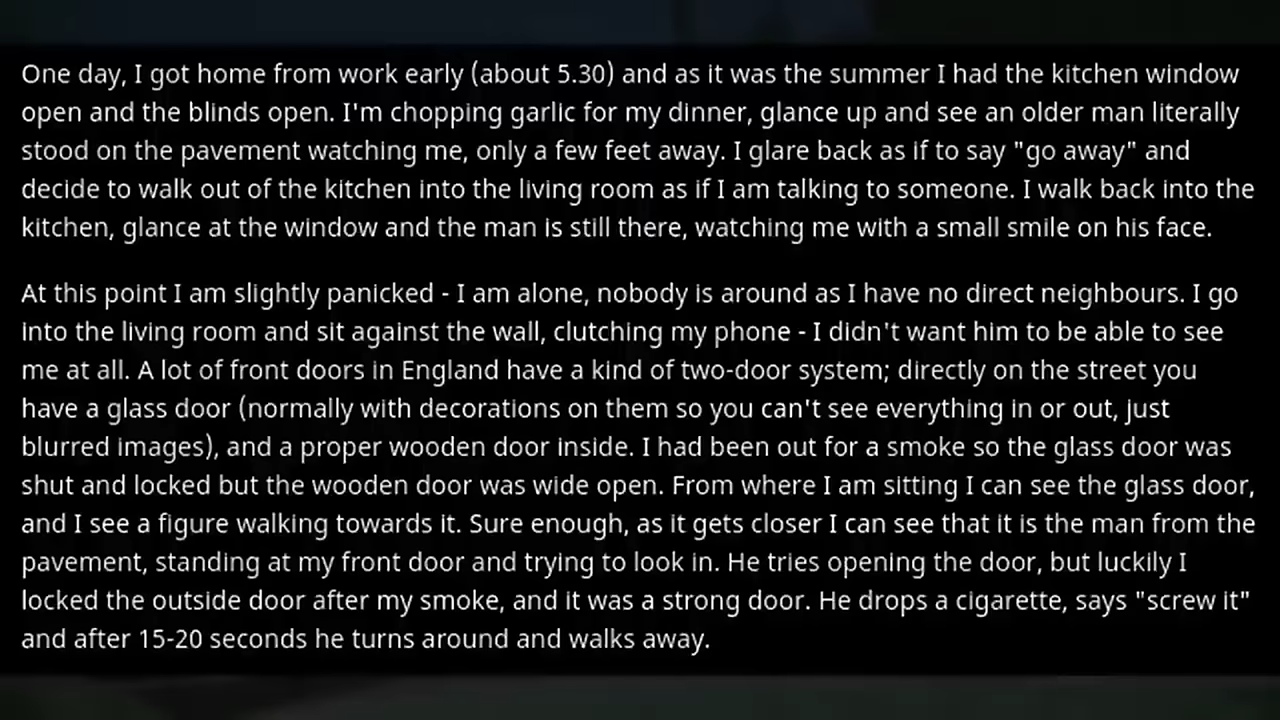 One day, I got home from work early (about 5.30) and as it was the summer I had the kitchen window
open and the blinds open. I'm chopping garlic for my dinner, glance up and see an older man literally
stood on the pavement watching me, only a few feet away. I glare back as if to say "go away" and
decide to walk out of the kitchen into the living room as if I am talking to someone. I walk back into the
kitchen, glance at the window and the man is still there, watching me with a small smile on his face.
At this point I am slightly panicked - I am alone, nobody is around as I have no direct neighbours. I go
into the living room and sit against the wall, clutching my phone - I didn't want him to be able to see
me at all. A lot of front doors in England have a kind of two-door system; directly on the street you
have a glass door (normally with decorations on them so you can't see everything in or out, just
blurred images), and a proper wooden door inside. I had been out for a smoke so the glass door was
shut and locked but the wooden door was wide open. From where I am sitting I can see the glass door,
and I see a figure walking towards it. Sure enough, as it gets closer I can see that it is the man from the
pavement, standing at my front door and trying to look in. He tries opening the door, but luckily I
locked the outside door after my smoke, and it was a strong door. He drops a cigarette, says "screw it"
and after 15-20 seconds he turns around and walks away.